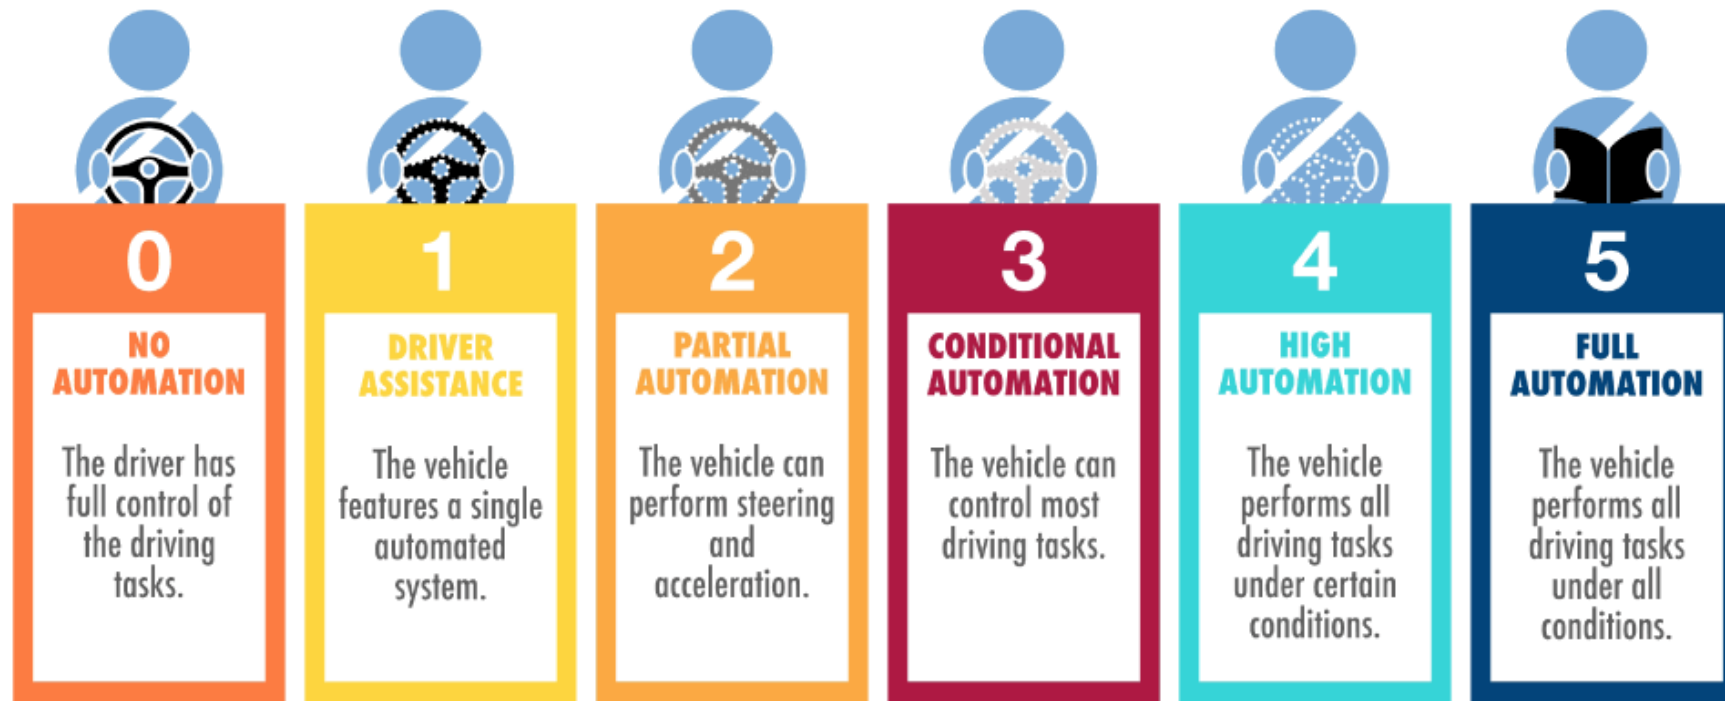 0
NO
AUTOMATION
The driver has
full control of
the driving
tasks.
1
DRIVER
ASSISTANCE
The vehicle
features a single
automated
system.
2
PARTIAL
AUTOMATION
The vehicle can
perform steering
and
acceleration.
3
CONDITIONAL
AUTOMATION
The vehicle can
control most
driving tasks.
4
HIGH
AUTOMATION
The vehicle
performs all
driving tasks
under certain
conditions.
5
FULL
AUTOMATION
The vehicle
performs all
driving tasks
under all
conditions.